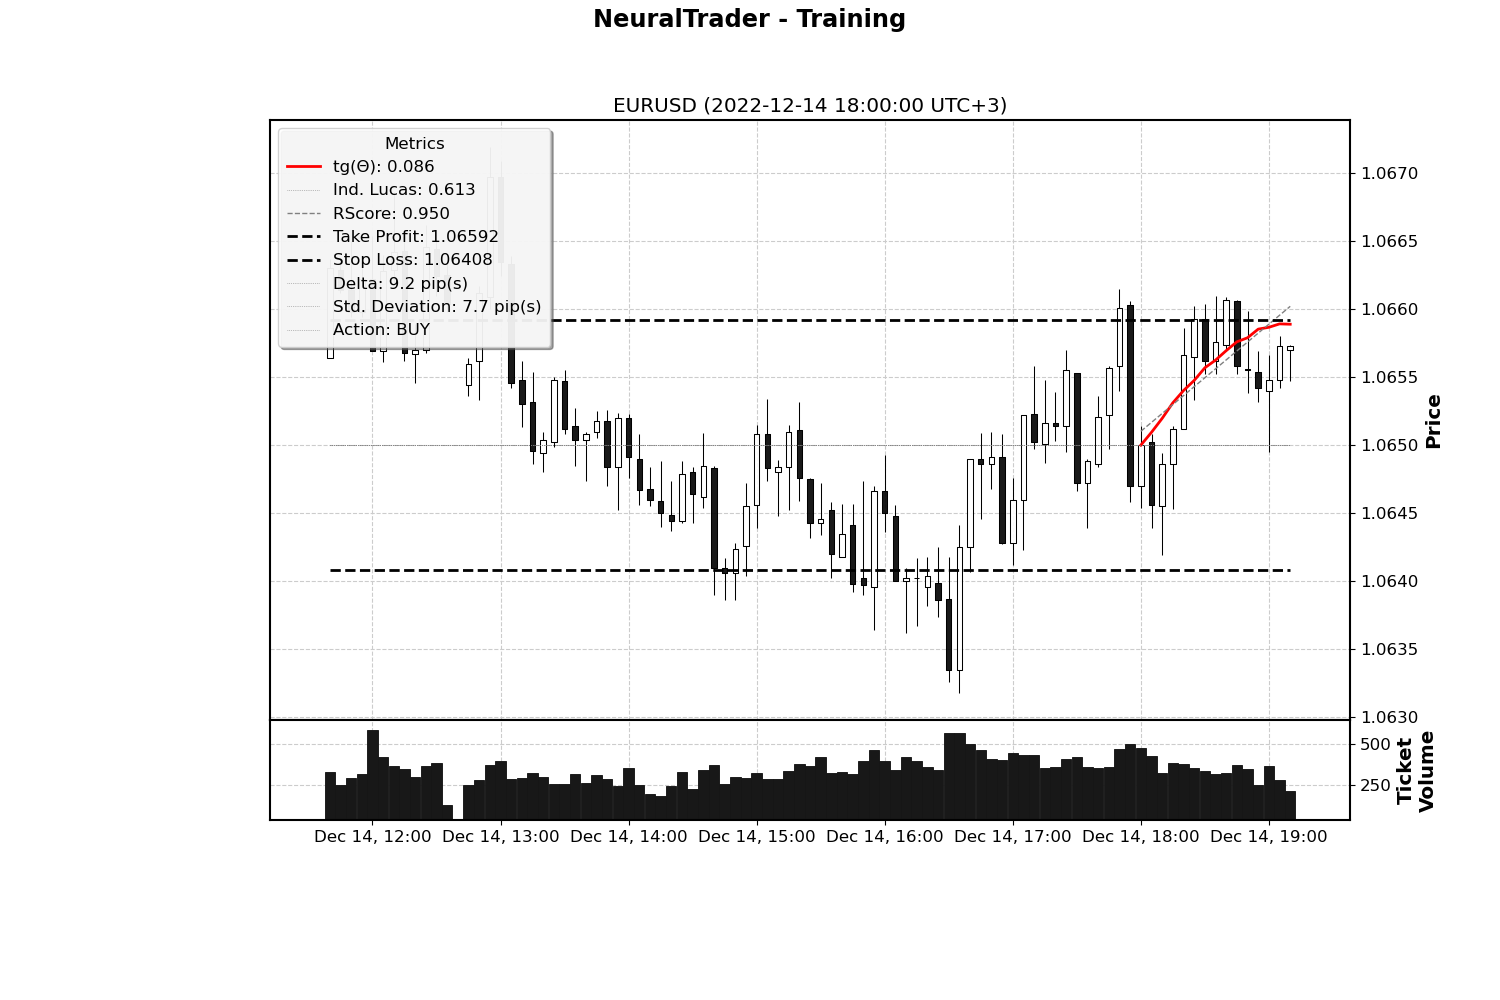 NeuralTrader - Training
EURUSD (2022-12-14 18:00:00 UTC+3)
Metrics
tg(Θ): 0.086
Ind. Lucas: 0.613
RScore: 0.950
Take Profit: 1.06592
Stop Loss: 1.06408
Delta: 9.2 pip(s)
Std. Deviation: 7.7 pip(s)
Action: BUY
1.0670
1.0665
1.0660
1.0655
1.0650
1.0645
1.0640
1.0635
1.0630
Price
500
250
Ticket
Volume
Dec 14, 12:00 Dec 14, 13:00 Dec 14, 14:00 Dec 14, 15:00 Dec 14, 16:00 Dec 14, 17:00 Dec 14, 18:00 Dec 14, 19:00